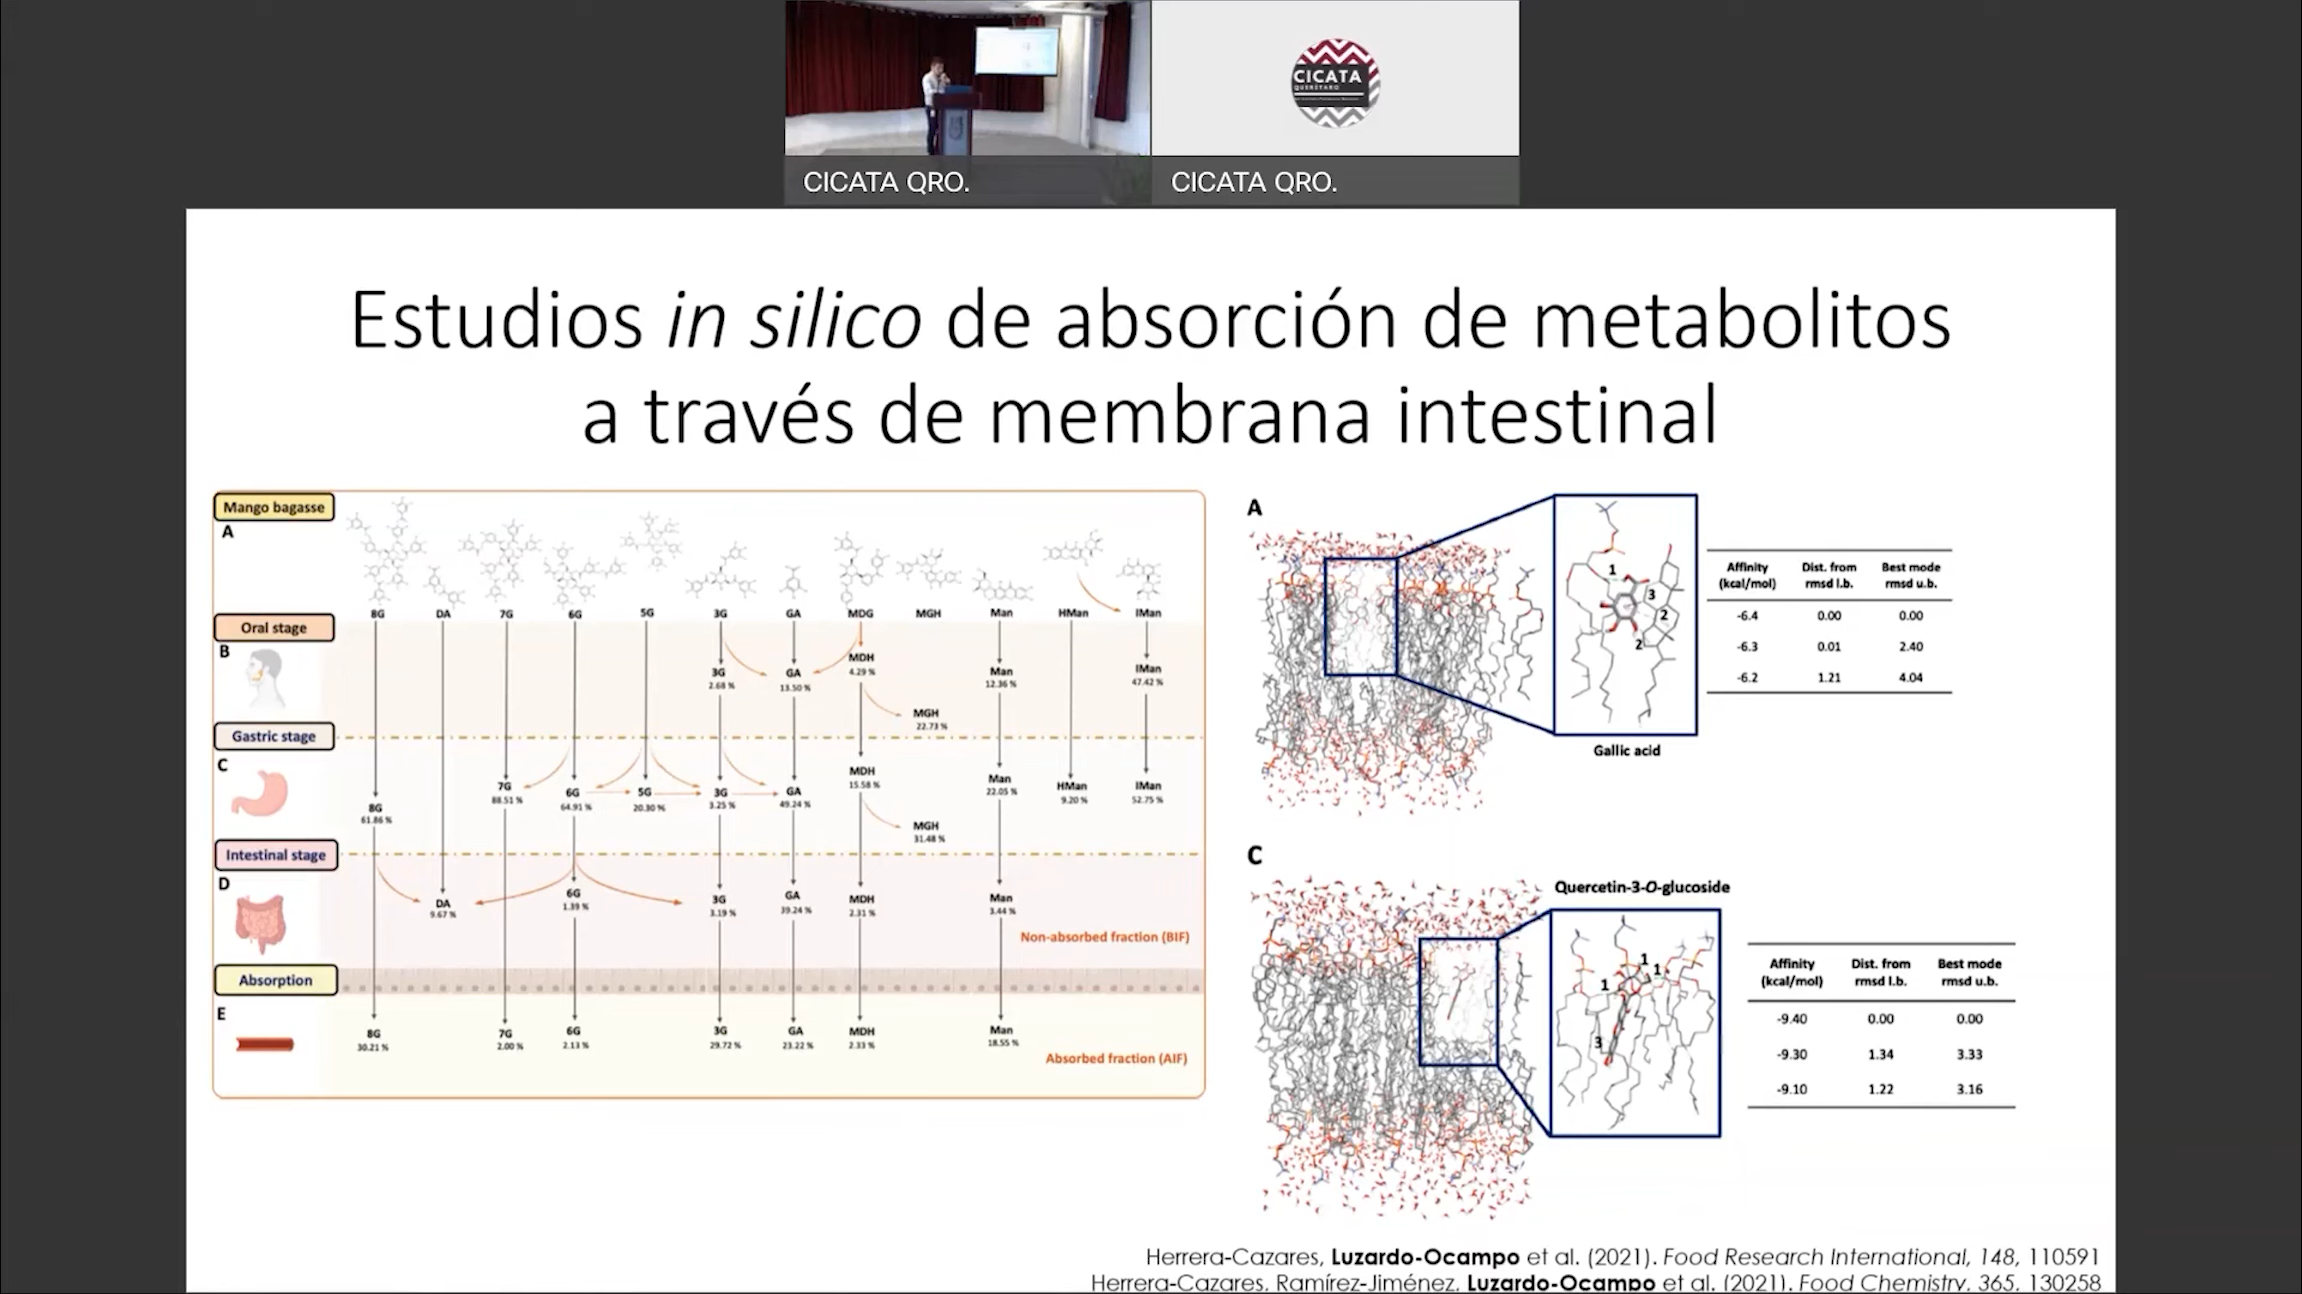 CICATA
QUERÉTARO
CICATA QRO.
CICATA QRO.
Estudios in silico de absorción de metabolitos
a través de membrana intestinal
Mango bagasse
A
8G DA 7G 6G 5G 3G GA MDG MGH Man HMan IMan
Oral stage
B
3G
2.68 %
GA
13.50 %
MDH
4.29 %
Man
12.36 %
IMan
47.42 %
MGH
22.73 %
Gastric stage
C
8G
61.86 %
7G
88.51 %
6G
64.91 %
5G
20.30 %
3G
3.25 %
GA
49.24 %
MDH
15.58 %
Man
22.05 %
HMan
9.20 %
IMan
52.75 %
MGH
31.48 %
Intestinal stage
D
DA
9.67 %
6G
1.39 %
3G
3.19 %
GA
39.24 %
MDH
2.31 %
Man
3.44 %
Non-absorbed fraction (BIF)
Absorption
E
8G
30.21 %
7G
2.00 %
6G
2.13 %
3G
29.72 %
GA
23.22 %
MDH
2.33 %
Man
18.55 %
Absorbed fraction (AIF)
A
1
3
2
2
Gallic acid
Affinity Dist. from Best mode
(kcal/mol) rmsd l.b. rmsd u.b.
-6.4 0.00 0.00
-6.3 0.01 2.40
-6.2 1.21 4.04
C
Quercetin-3-O-glucoside
1
1
1
3
Affinity Dist. from Best mode
(kcal/mol) rmsd l.b. rmsd u.b.
-9.40 0.00 0.00
-9.30 1.34 3.33
-9.10 1.22 3.16
Herrera-Cazares, Luzardo-Ocampo et al. (2021). Food Research International, 148, 110591
Herrera-Cazares, Ramírez-Jiménez, Luzardo-Ocampo et al. (2021). Food Chemistry, 365, 130258